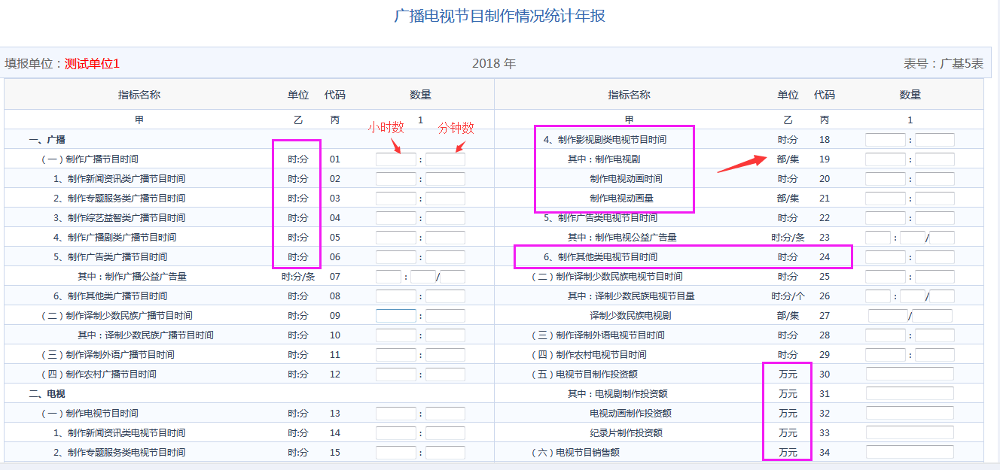 广播电视节目制作情况统计年报
填报单位：测试单位1 2018 年 表号：广基5表
指标名称 单位 代码 数量 指标名称 单位 代码 数量
甲 乙 丙 小时数 1 分钟数 甲 乙 丙 1
一、广播 4、制作影视剧类电视节目时间 时:分 18 :
（一）制作广播节目时间 时:分 01 : 其中：制作电视剧 部/集 19 :
1、制作新闻资讯类广播节目时间 时:分 02 : 制作电视动画时间 时:分 20 :
2、制作专题服务类广播节目时间 时:分 03 : 制作电视动画量 部/集 21 :
3、制作综艺益智类广播节目时间 时:分 04 : 5、制作广告类电视节目时间 时:分 22 :
4、制作广播剧类广播节目时间 时:分 05 : 其中：制作电视公益广告量 时:分/条 23 : /
5、制作广告类广播节目时间 时:分 06 : 6、制作其他类电视节目时间 时:分 24 :
其中：制作广播公益广告量 时:分/条 07 : / （二）制作译制少数民族电视节目时间 时:分 25 :
6、制作其他类广播节目时间 时:分 08 : 其中：译制少数民族电视节目量 时:分/个 26 : /
（二）制作译制少数民族广播节目时间 时:分 09 : 译制少数民族电视剧 部/集 27 /
其中：译制少数民族广播节目时间 时:分 10 : （三）制作译制外语电视节目时间 时:分 28 :
（三）制作译制外语广播节目时间 时:分 11 : （四）制作农村电视节目时间 时:分 29 :
（四）制作农村广播节目时间 时:分 12 : （五）电视节目制作投资额 万元 30
二、电视 其中：电视剧制作投资额 万元 31
（一）制作电视节目时间 时:分 13 : 电视动画制作投资额 万元 32
1、制作新闻资讯类电视节目时间 时:分 14 : 纪录片制作投资额 万元 33
2、制作专题服务类电视节目时间 时:分 15 : （六）电视节目销售额 万元 34